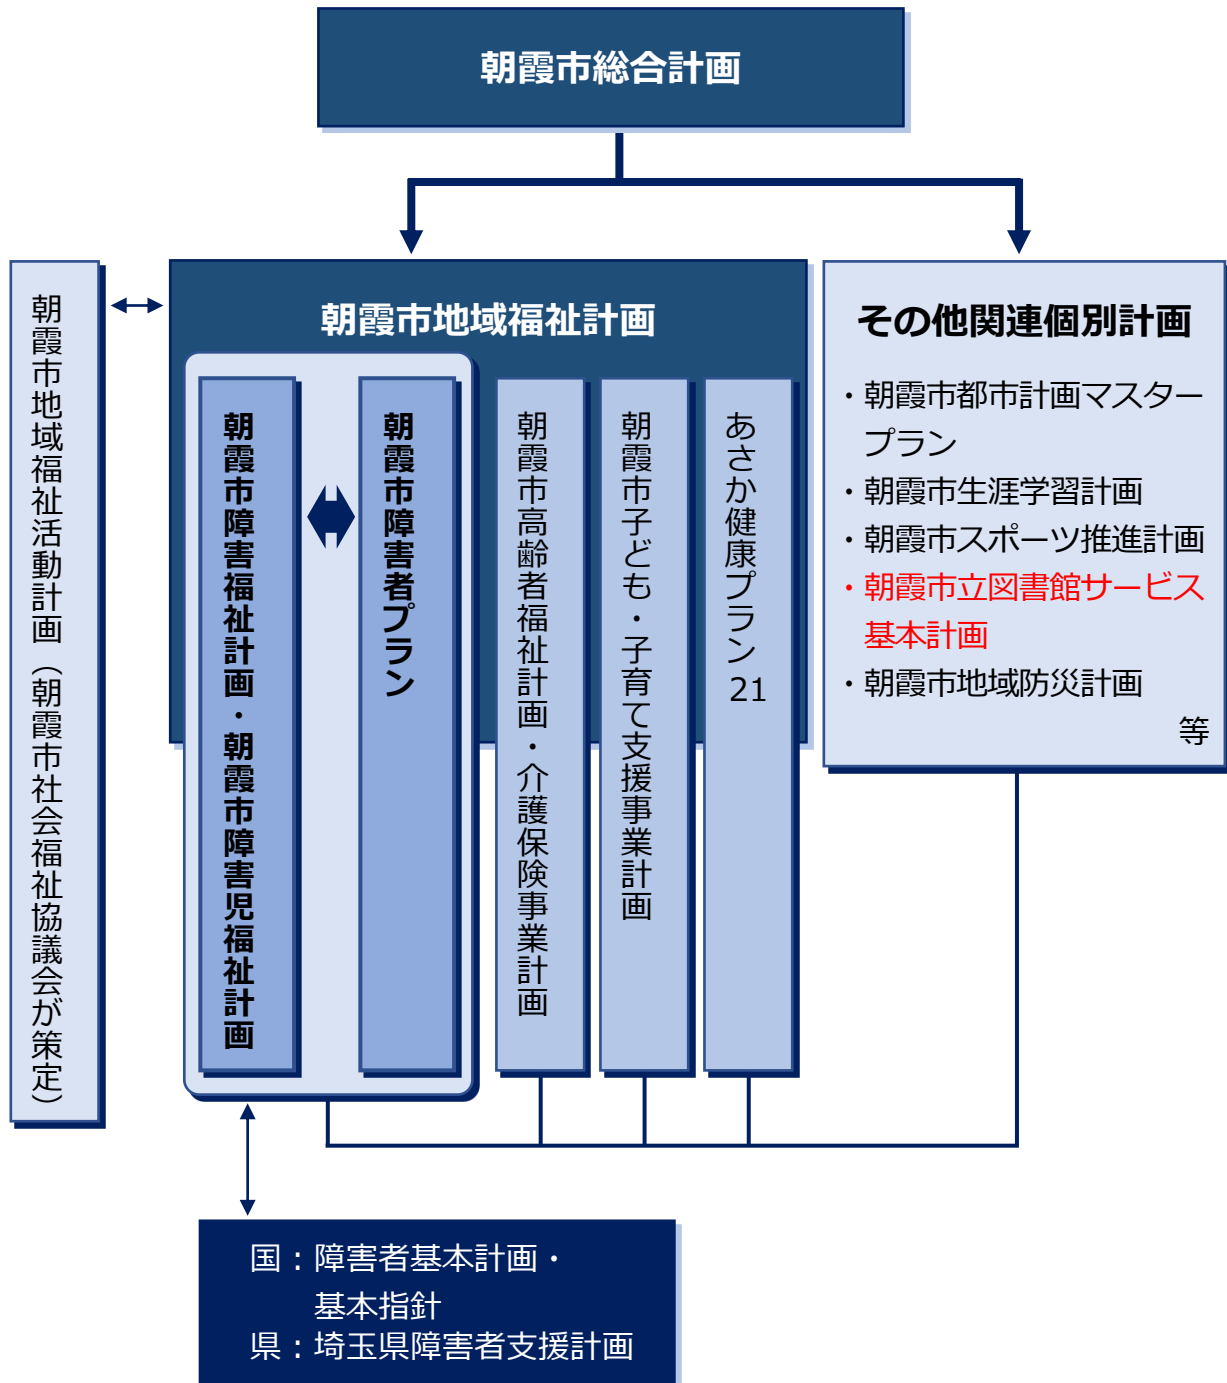 朝霞市総合計画
朝霞市地域福祉活動計画（朝霞市社会福祉協議会が策定）
朝霞市地域福祉計画
朝霞市障害福祉計画・朝霞市障害児福祉計画
朝霞市障害者プラン
朝霞市高齢者福祉計画・介護保険事業計画
朝霞市子ども・子育て支援事業計画
あさか健康プラン21
その他関連個別計画
・朝霞市都市計画マスター
プラン
・朝霞市生涯学習計画
・朝霞市スポーツ推進計画
・朝霞市立図書館サービス
基本計画
・朝霞市地域防災計画
等
国：障害者基本計画・
基本指針
県：埼玉県障害者支援計画